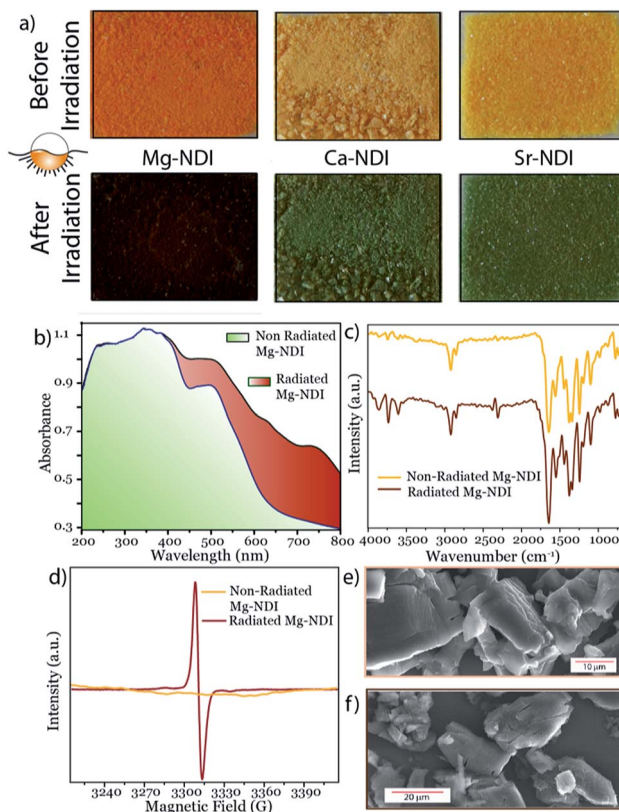 a)
Before
Irradiation
Mg-NDI
Ca-NDI
Sr-NDI
After
Irradiation
b)
1.1
0.9
0.7
0.5
0.3
Absorbance
Non Radiated
Mg-NDI
Radiated
Mg-NDI
200
300
400
500
600
700
800
Wavelength (nm)
c)
Intensity (a.u.)
Non-Radiated Mg-NDI
Radiated Mg-NDI
4000
3500
3000
2500
2000
1500
1000
Wavenumber (cm⁻¹)
d)
Intensity (a.u.)
Non-Radiated
Mg-NDI
Radiated Mg-NDI
3240
3270
3300
3330
3360
3390
Magnetic Field (G)
e)
10 μm
f)
20 μm